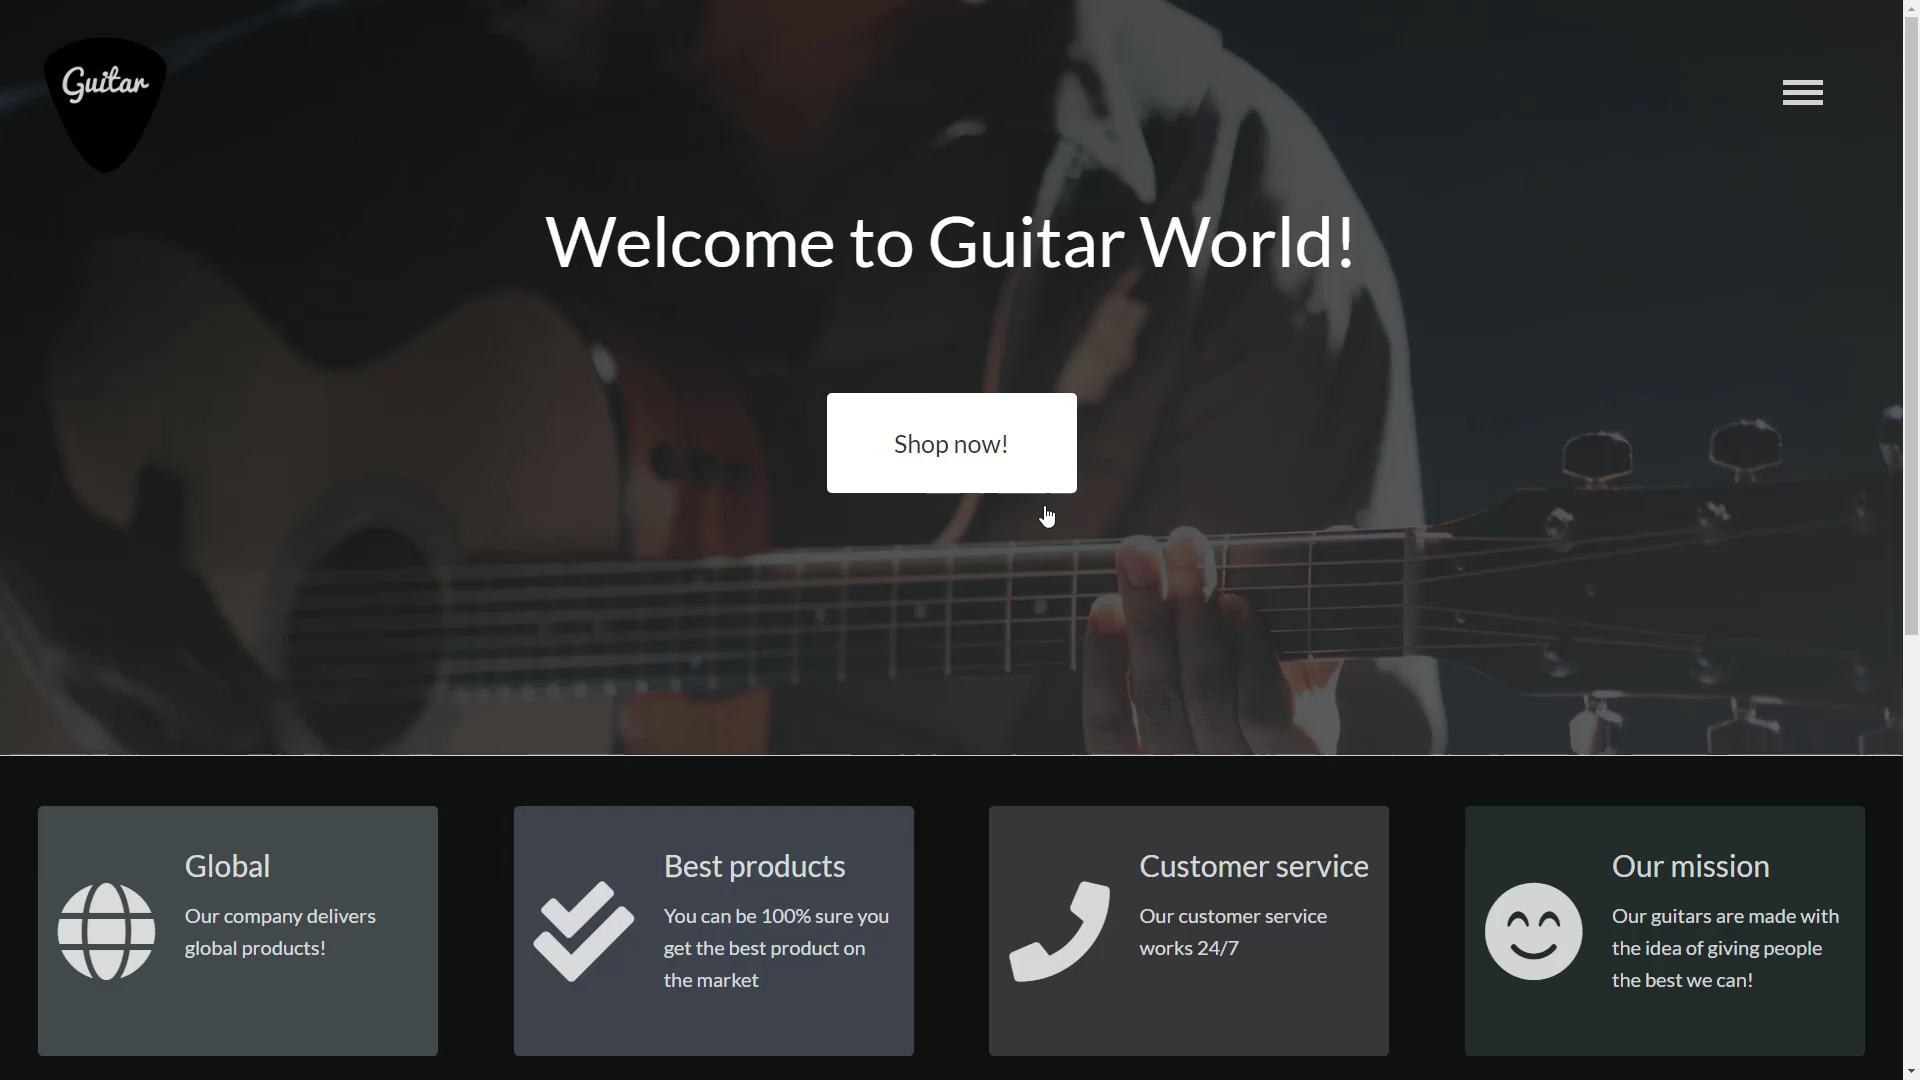 Guitar
Welcome to Guitar World!
Shop now!
Global
Our company delivers
global products!
Best products
You can be 100% sure you
get the best product on
the market
Customer service
Our customer service
works 24/7
Our mission
Our guitars are made with
the idea of giving people
the best we can!